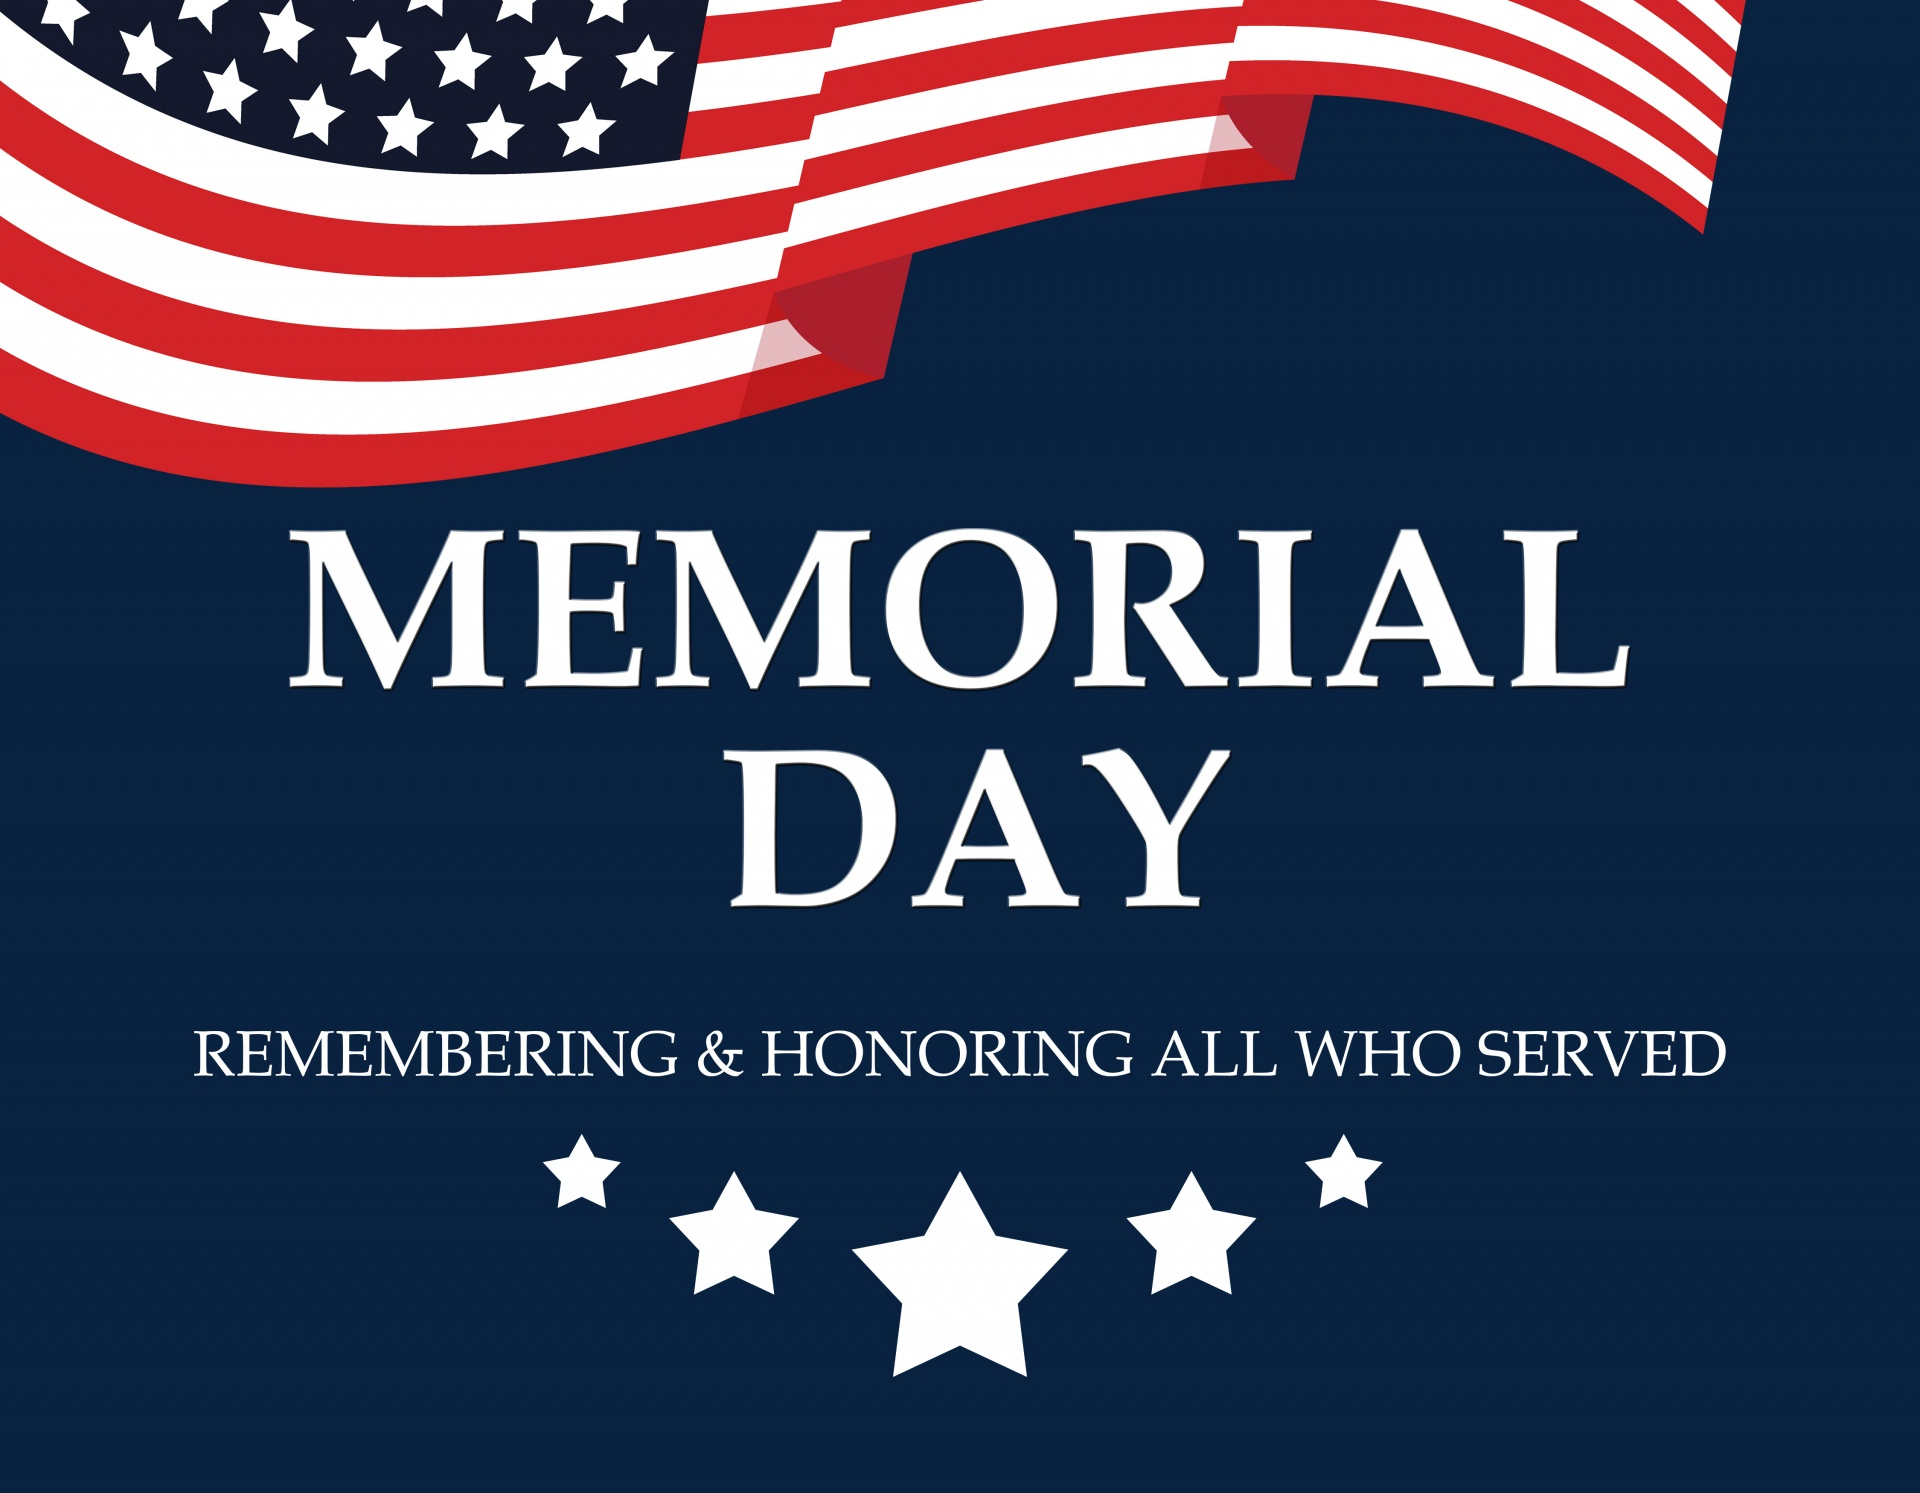 MEMORIAL
DAY
REMEMBERING & HONORING ALL WHO SERVED